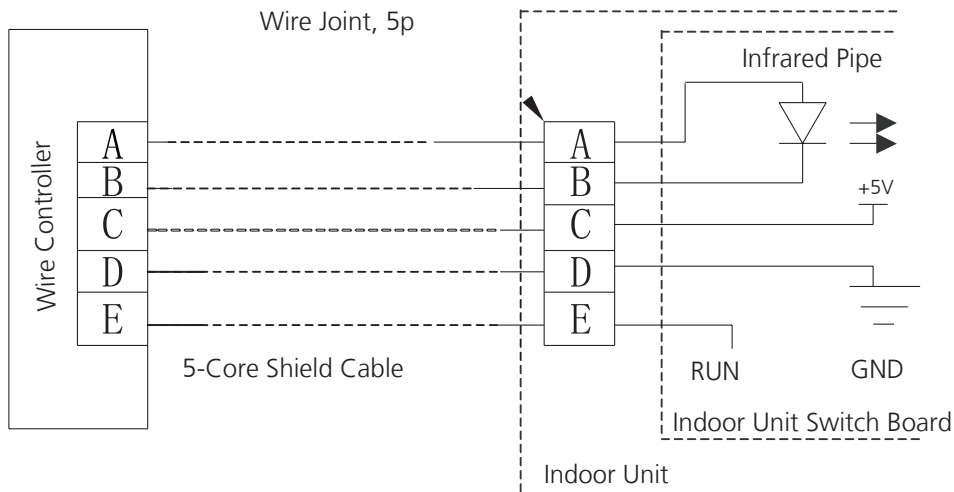 Wire Joint, 5p
Infrared Pipe
Wire Controller
A
B
C
D
E
A
B
C
D
E
+5V
5-Core Shield Cable
RUN
GND
Indoor Unit Switch Board
Indoor Unit